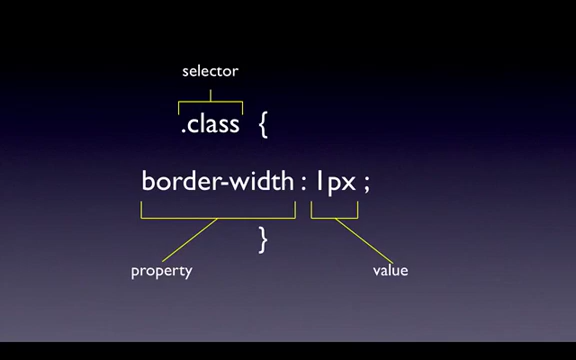 selector
.class {
border-width : 1px ;
}
property
value